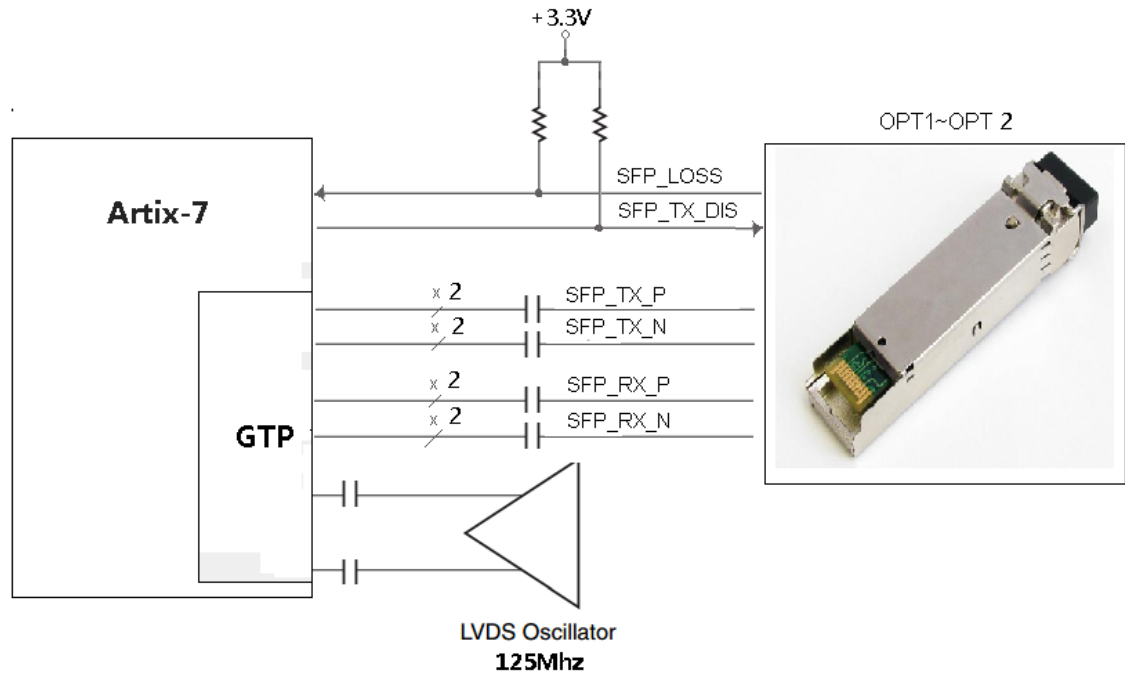 +3.3V
OPT1~OPT 2
SFP_LOSS
Artix-7
SFP_TX_DIS
x 2
SFP_TX_P
x 2
SFP_TX_N
x 2
SFP_RX_P
x 2
SFP_RX_N
GTP
LVDS Oscillator
125Mhz